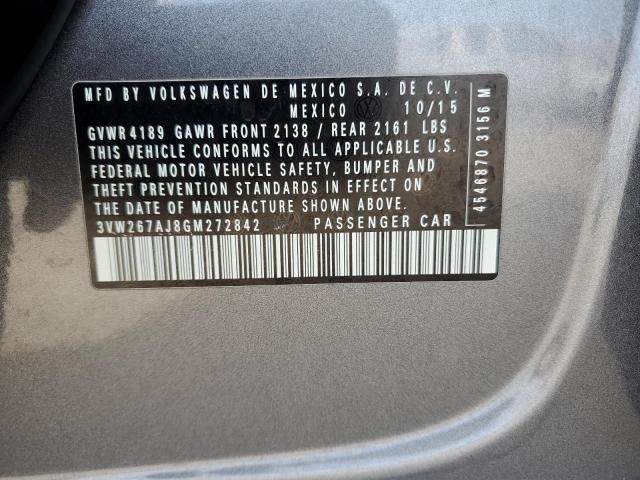 MFD BY VOLKSWAGEN DE MEXICO S.A. DE C.V.
MEXICO 10/15
GVWR 4189 GAWR FRONT 2138 / REAR 2161 LBS
THIS VEHICLE CONFORMS TO ALL APPLICABLE U.S.
FEDERAL MOTOR VEHICLE SAFETY, BUMPER AND
THEFT PREVENTION STANDARDS IN EFFECT ON
THE DATE OF MANUFACTURE SHOWN ABOVE.
3VW267AJ8GM272842 PASSENGER CAR
4546870 3156 M